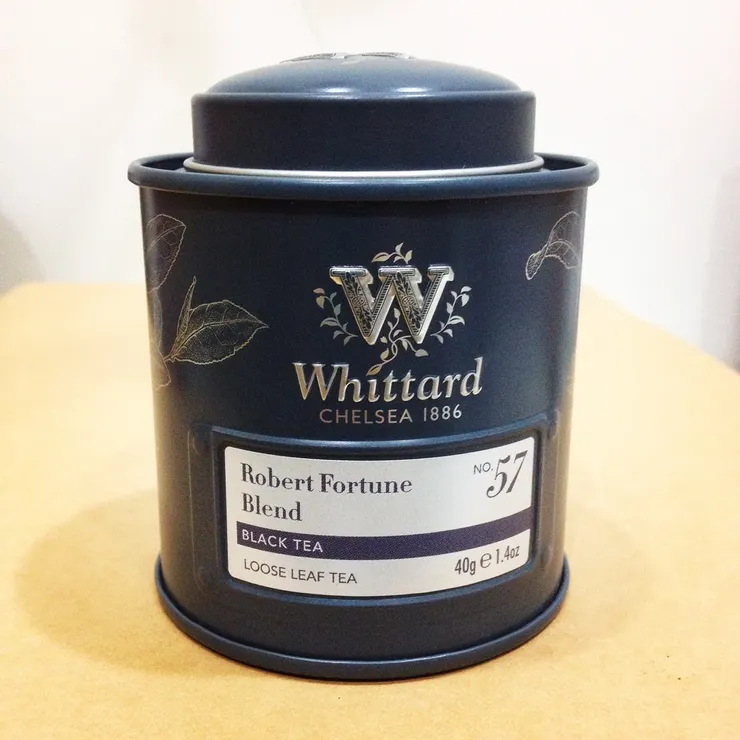 W
Whittard
CHELSEA 1886
Robert Fortune
Blend
NO. 57
BLACK TEA
LOOSE LEAF TEA
40g ℮ 1.4oz